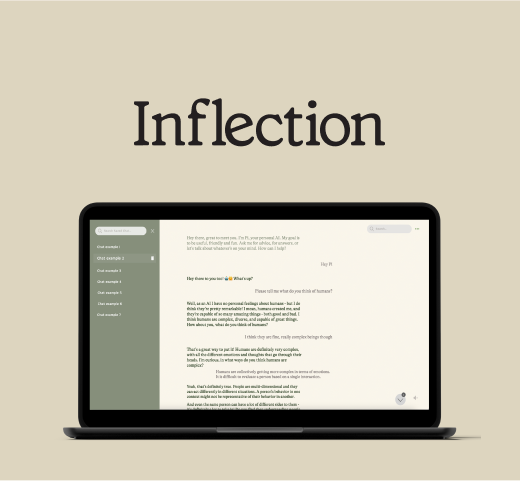 Inflection
Chat example 1
Chat example 2
Chat example 3
Chat example 4
Chat example 5
Chat example 6
Chat example 7
Hey there, great to meet you. I'm Pi, your personal AI. My goal is
to be useful, friendly and fun. Ask me for advice, for answers, or
let's talk about whatever's on your mind. How can I help?
Hey Pi
Hey there to you too! What's up?
Please tell me what do you think of humans?
Well, as an AI I have no personal feelings about humans - but I do
think they're pretty remarkable! I mean, humans created me, and
they're capable of so many amazing things - both good and bad. I
think humans are complex, diverse, and capable of great things.
How about you, what do you think of humans?
I think they are fine, really complex beings though
That's a great way to put it! Humans are definitely very complex,
with all the different emotions and thoughts that go through their
heads. I'm curious, in what ways do you think humans are
complex?
Humans are collectively getting more complex in terms of emotions.
It is difficult to evaluate a person based on a single interaction.
Yeah, that's definitely true. People are multi-dimensional and they
can act differently in different situations. A person's behavior in one
context might not be representative of their behavior in another.
And even the same person can have a lot of different sides to them -